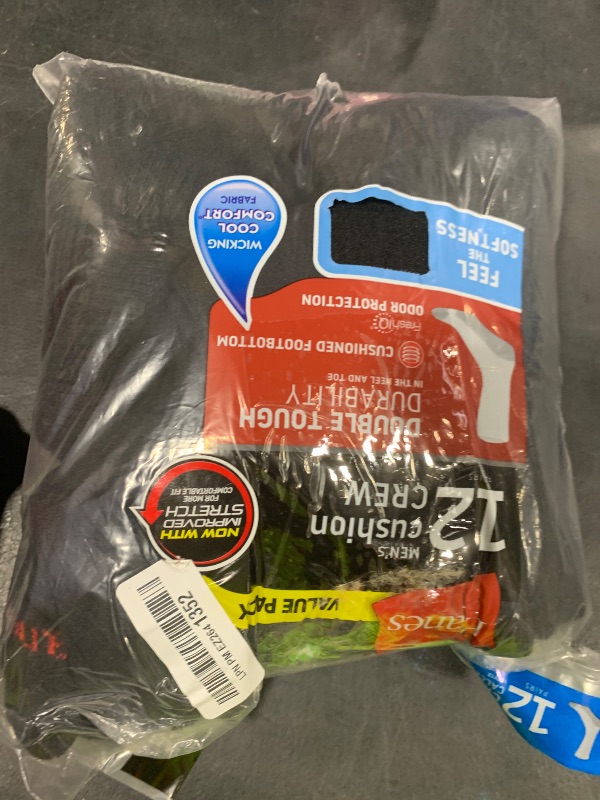 Hanes
VALUE PACK
MEN'S
cushion
CREW
12
NOW WITH
IMPROVED
STRETCH
FOR MORE
COMFORTABLE FIT
DOUBLE TOUGH
DURABILITY
IN THE HEEL AND TOE
CUSHIONED FOOTBOTTOM
FreshIQ
ODOR PROTECTION
FEEL
THE
SOFTNESS
WICKING
COOL
COMFORT
FABRIC
LPN PM EZ264 1352
12
PAIRS